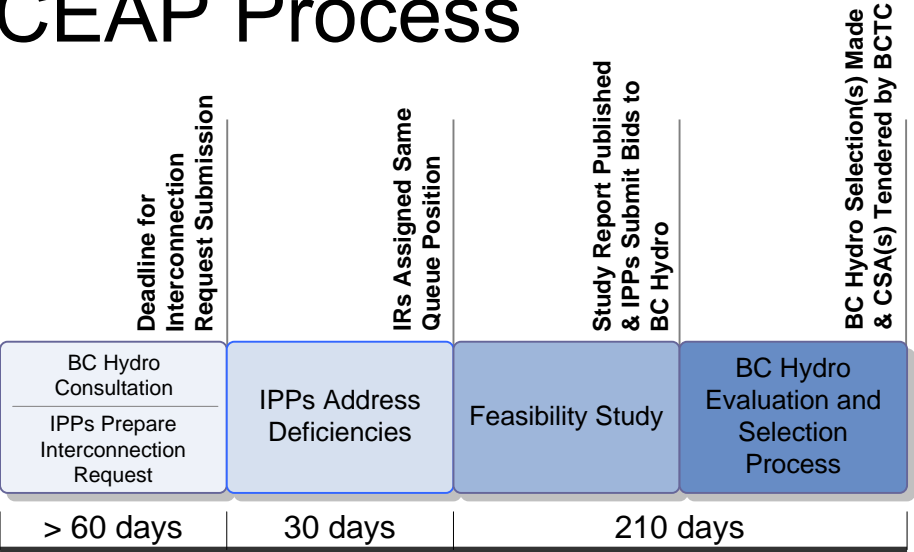 CEAP Process
Deadline for
Interconnection
Request Submission
IRs Assigned Same
Queue Position
Study Report Published
& IPPs Submit Bids to
BC Hydro
BC Hydro Selection(s) Made
& CSA(s) Tendered by BCTC
BC Hydro
Consultation
IPPs Prepare
Interconnection
Request
IPPs Address
Deficiencies
Feasibility Study
BC Hydro
Evaluation and
Selection
Process
> 60 days
30 days
210 days